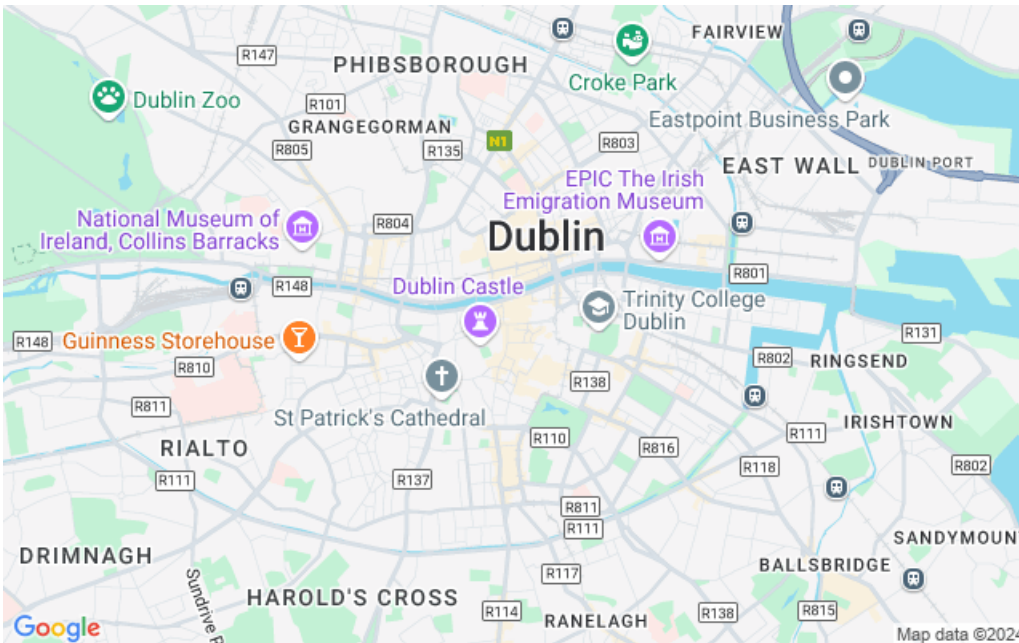 FAIRVIEW
R147
PHIBSBOROUGH
Croke Park
Dublin Zoo
R101
Eastpoint Business Park
GRANGEGORMAN
N1
R803
R805
R135
EAST WALL
DUBLIN PORT
EPIC The Irish
Emigration Museum
National Museum of
Ireland, Collins Barracks
R804
Dublin
R801
R148
Dublin Castle
Trinity College
Dublin
R148
Guinness Storehouse
R131
R802
RINGSEND
R810
R138
R811
St Patrick's Cathedral
IRISHTOWN
RIALTO
R110
R816
R111
R118
R802
R111
R137
R811
R111
SANDYMOUN
DRIMNAGH
BALLSBRIDGE
R117
Sundrive R
HAROLD'S CROSS
R114
RANELAGH
R138
R815
Google
Map data ©2024